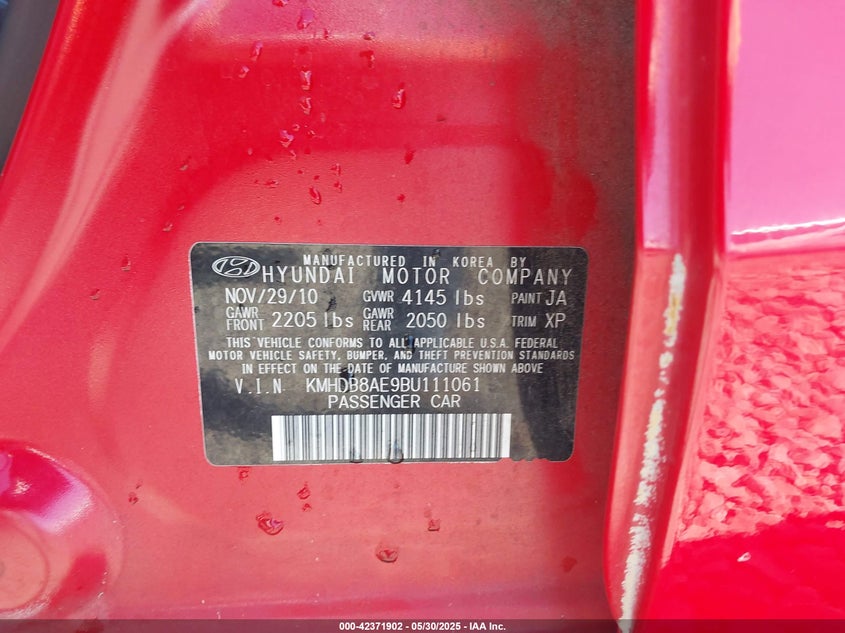 MANUFACTURED IN KOREA BY
HYUNDAI MOTOR COMPANY
NOV/29/10 GVWR 4145 lbs PAINT JA
GAWR FRONT 2205 lbs GAWR REAR 2050 lbs TRIM XP
THIS VEHICLE CONFORMS TO ALL APPLICABLE U.S.A. FEDERAL
MOTOR VEHICLE SAFETY, BUMPER, AND THEFT PREVENTION STANDARDS
IN EFFECT ON THE DATE OF MANUFACTURE SHOWN ABOVE
V.I.N KMHDB8AE9BU111061
PASSENGER CAR
000-42371902 — 05/30/2025 — IAA Inc.